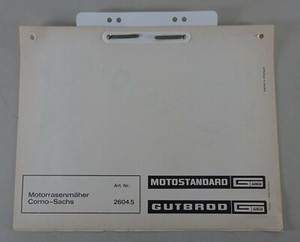 Art. Nr.
Motorrasenmäher
Como-Sachs 2604.5
MOTOSTANDARD
GUTBROD